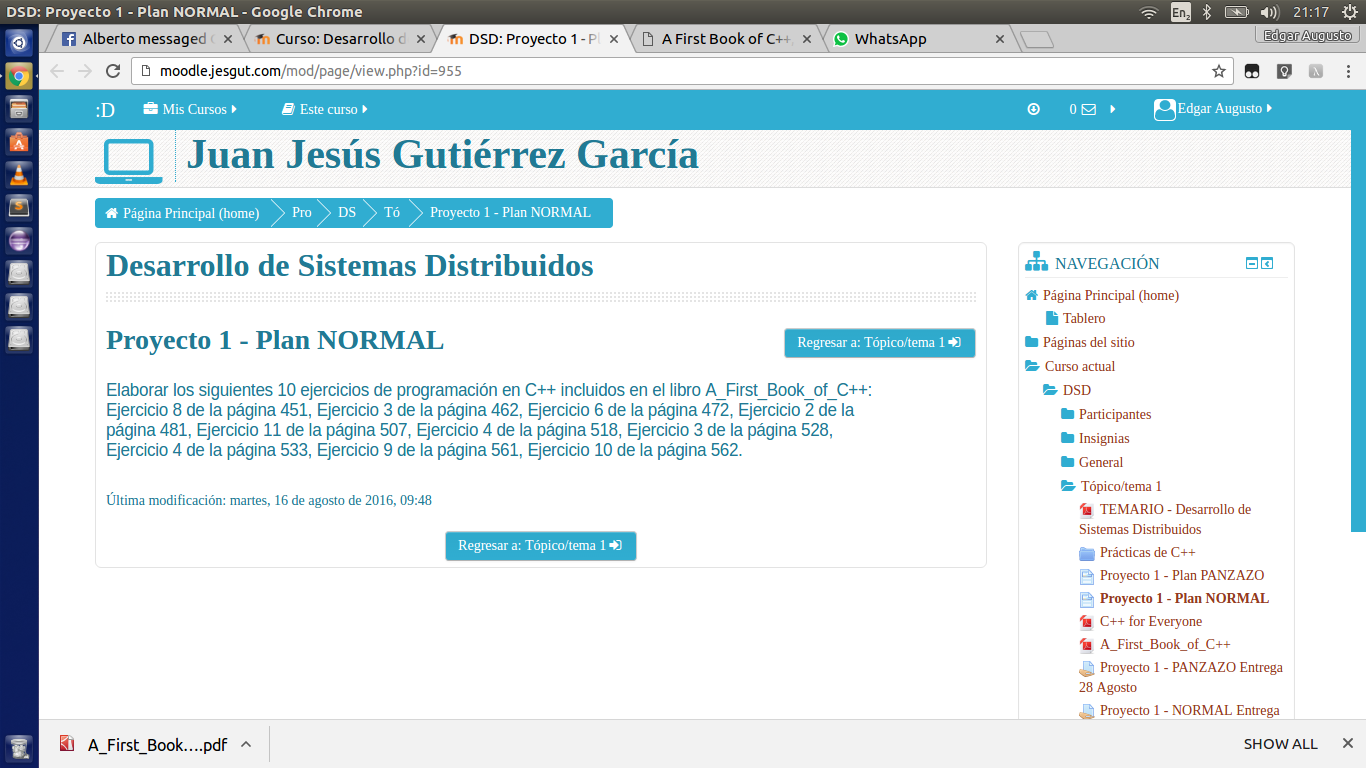 DSD: Proyecto 1 - Plan NORMAL - Google Chrome
En2
21:17
Alberto messaged
Curso: Desarrollo d
DSD: Proyecto 1 - Pl
A First Book of C++
WhatsApp
Edgar Augusto
moodle.jesgut.com/mod/page/view.php?id=955
:D
Mis Cursos
Este curso
0
Edgar Augusto
Juan Jesús Gutiérrez García
Página Principal (home)
Pro
DS
Tó
Proyecto 1 - Plan NORMAL
Desarrollo de Sistemas Distribuidos
Proyecto 1 - Plan NORMAL
Regresar a: Tópico/tema 1
Elaborar los siguientes 10 ejercicios de programación en C++ incluidos en el libro A_First_Book_of_C++:
Ejercicio 8 de la página 451, Ejercicio 3 de la página 462, Ejercicio 6 de la página 472, Ejercicio 2 de la
página 481, Ejercicio 11 de la página 507, Ejercicio 4 de la página 518, Ejercicio 3 de la página 528,
Ejercicio 4 de la página 533, Ejercicio 9 de la página 561, Ejercicio 10 de la página 562.
Última modificación: martes, 16 de agosto de 2016, 09:48
Regresar a: Tópico/tema 1
NAVEGACIÓN
Página Principal (home)
Tablero
Páginas del sitio
Curso actual
DSD
Participantes
Insignias
General
Tópico/tema 1
TEMARIO - Desarrollo de
Sistemas Distribuidos
Prácticas de C++
Proyecto 1 - Plan PANZAZO
Proyecto 1 - Plan NORMAL
C++ for Everyone
A_First_Book_of_C++
Proyecto 1 - PANZAZO Entrega
28 Agosto
Proyecto 1 - NORMAL Entrega
A_First_Book....pdf
SHOW ALL